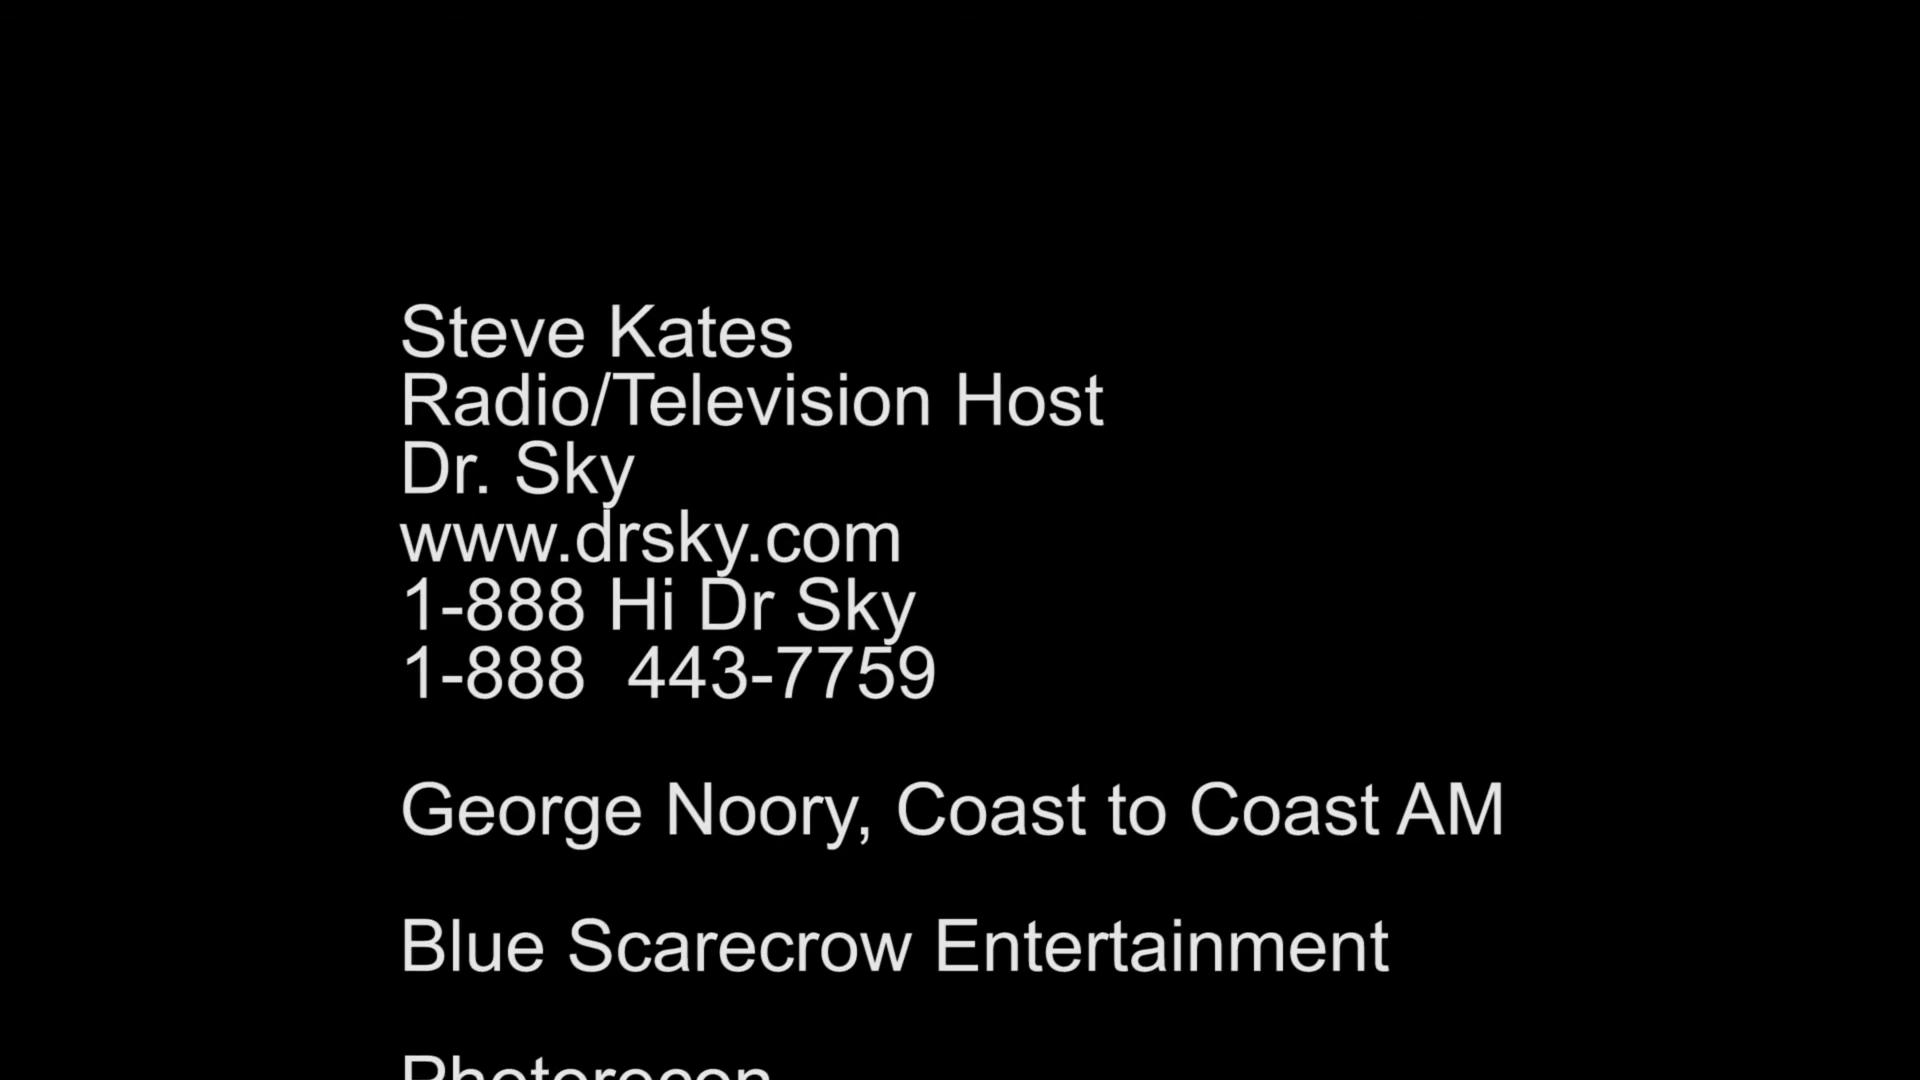 Steve Kates
Radio/Television Host
Dr. Sky
www.drsky.com
1-888 Hi Dr Sky
1-888  443-7759
George Noory, Coast to Coast AM
Blue Scarecrow Entertainment
Photorecon